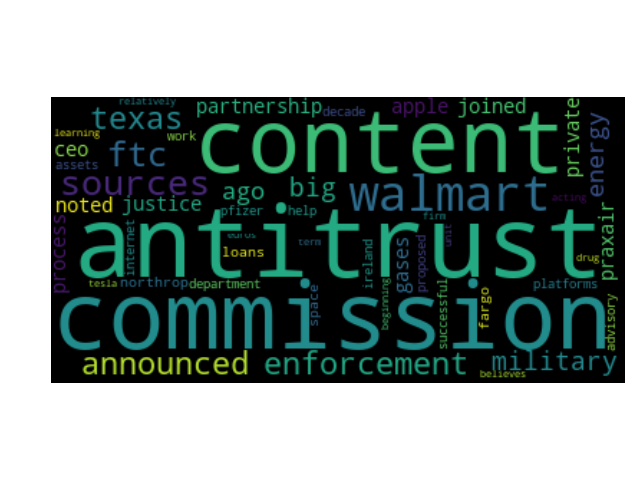 relatively
partnership
decade
apple
joined
private
texas
content
energy
learning
work
ceo
ftc
assets
sources
ago
big
walmart
acting
noted
justice
pfizer
help
firm
praxair
process
antitrust
internet
loans
term
ireland
gases
proposed
unit
drug
tesla
northrop
department
space
beginning
successful
fargo
platforms
advisory
commission
announced
enforcement
military
believes